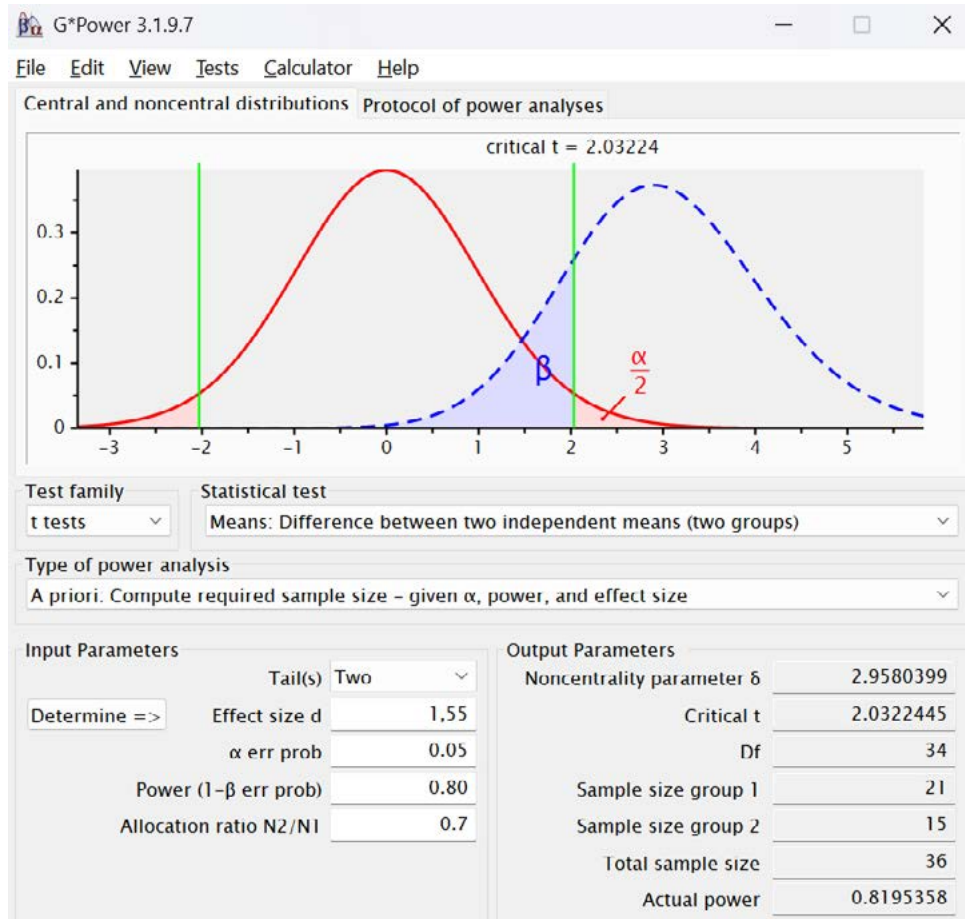 G*Power 3.1.9.7
File Edit View Tests Calculator Help
Central and noncentral distributions Protocol of power analyses
critical t = 2.03224
0.3
0.2
0.1
0
β
α
2
-3 -2 -1 0 1 2 3 4 5
Test family Statistical test
t tests Means: Difference between two independent means (two groups)
Type of power analysis
A priori: Compute required sample size – given α, power, and effect size
Input Parameters Output Parameters
Tail(s) Two Noncentrality parameter δ 2.9580399
Determine => Effect size d 1,55 Critical t 2.0322445
α err prob 0.05 Df 34
Power (1-β err prob) 0.80 Sample size group 1 21
Allocation ratio N2/N1 0.7 Sample size group 2 15
Total sample size 36
Actual power 0.8195358